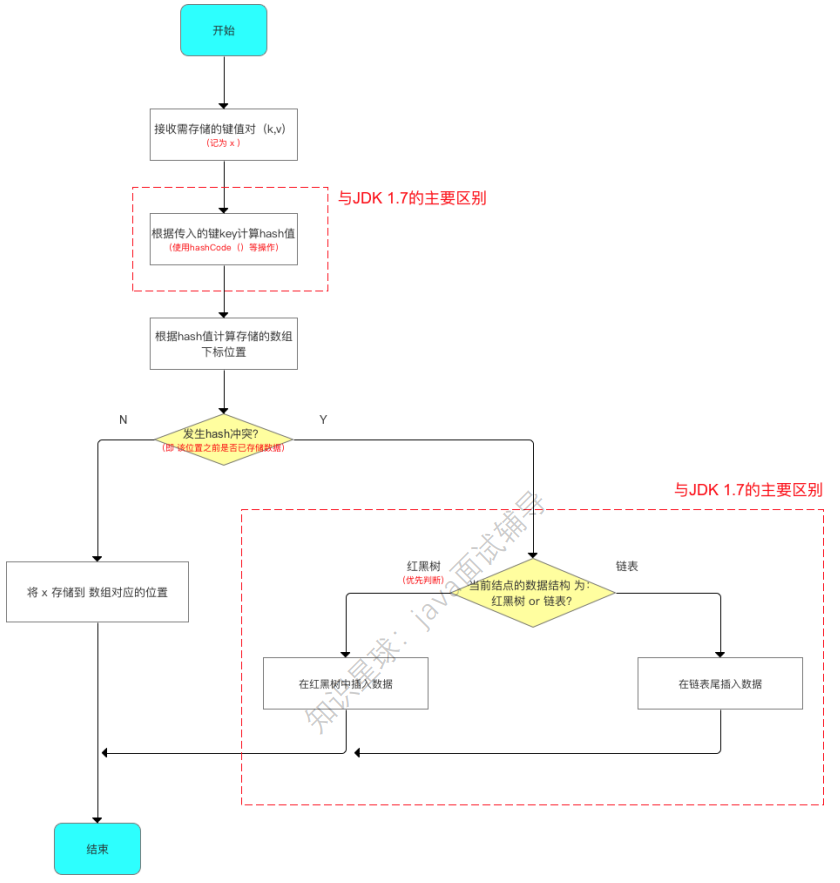 开始
接收需存储的键值对（k,v）
（记为 x ）
与JDK 1.7的主要区别
根据传入的键key计算hash值
（使用hashCode（）等操作）
根据hash值计算存储的数组
下标位置
N
Y
发生hash冲突？
（即 该位置之前是否已存储数据）
与JDK 1.7的主要区别
红黑树
（优先判断）
链表
当前结点的数据结构 为：
红黑树 or 链表？
将 x 存储到 数组对应的位置
在红黑树中插入数据
在链表尾插入数据
知识星球：java面试辅导
结束